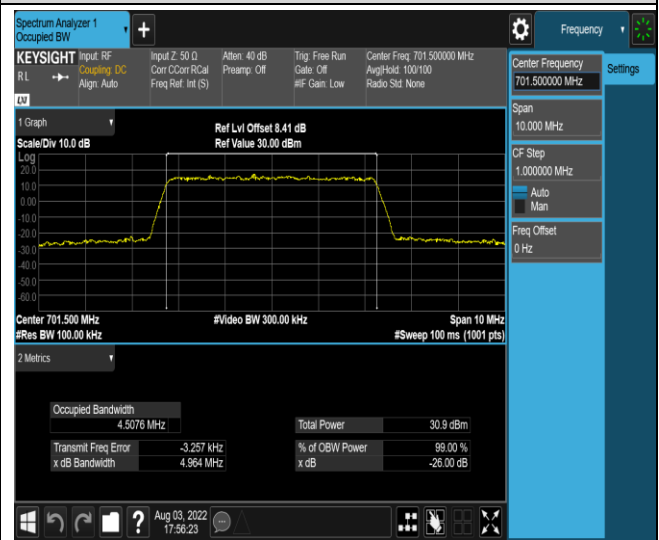 Spectrum Analyzer 1
Occupied BW
+
Frequency
KEYSIGHT
R L
LXI
Input: RF
Coupling: DC
Align: Auto
Input Z: 50 Ω
Corr CCorr RCal
Freq Ref: Int (S)
Atten: 40 dB
Preamp: Off
Trig: Free Run
Gate: Off
#IF Gain: Low
Center Freq: 701.500000 MHz
Avg|Hold: 100/100
Radio Std: None
Center Frequency
701.500000 MHz
Settings
Span
10.000 MHz
CF Step
1.000000 MHz
Auto
Man
Freq Offset
0 Hz
1 Graph
Scale/Div 10.0 dB
Ref Lvl Offset 8.41 dB
Ref Value 30.00 dBm
Log
20.0
10.0
0.00
-10.0
-20.0
-30.0
-40.0
-50.0
-60.0
Center 701.500 MHz
#Video BW 300.00 kHz
Span 10 MHz
#Res BW 100.00 kHz
#Sweep 100 ms (1001 pts)
2 Metrics
Occupied Bandwidth
4.5076 MHz
Total Power 30.9 dBm
Transmit Freq Error -3.257 kHz
% of OBW Power 99.00 %
x dB Bandwidth 4.964 MHz
x dB -26.00 dB
?
Aug 03, 2022
17:56:23